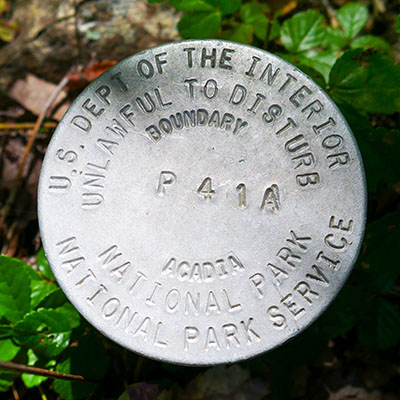 U.S. DEPT OF THE INTERIOR
UNLAWFUL TO DISTURB
BOUNDARY
P 41A
ACADIA
NATIONAL PARK
NATIONAL PARK SERVICE